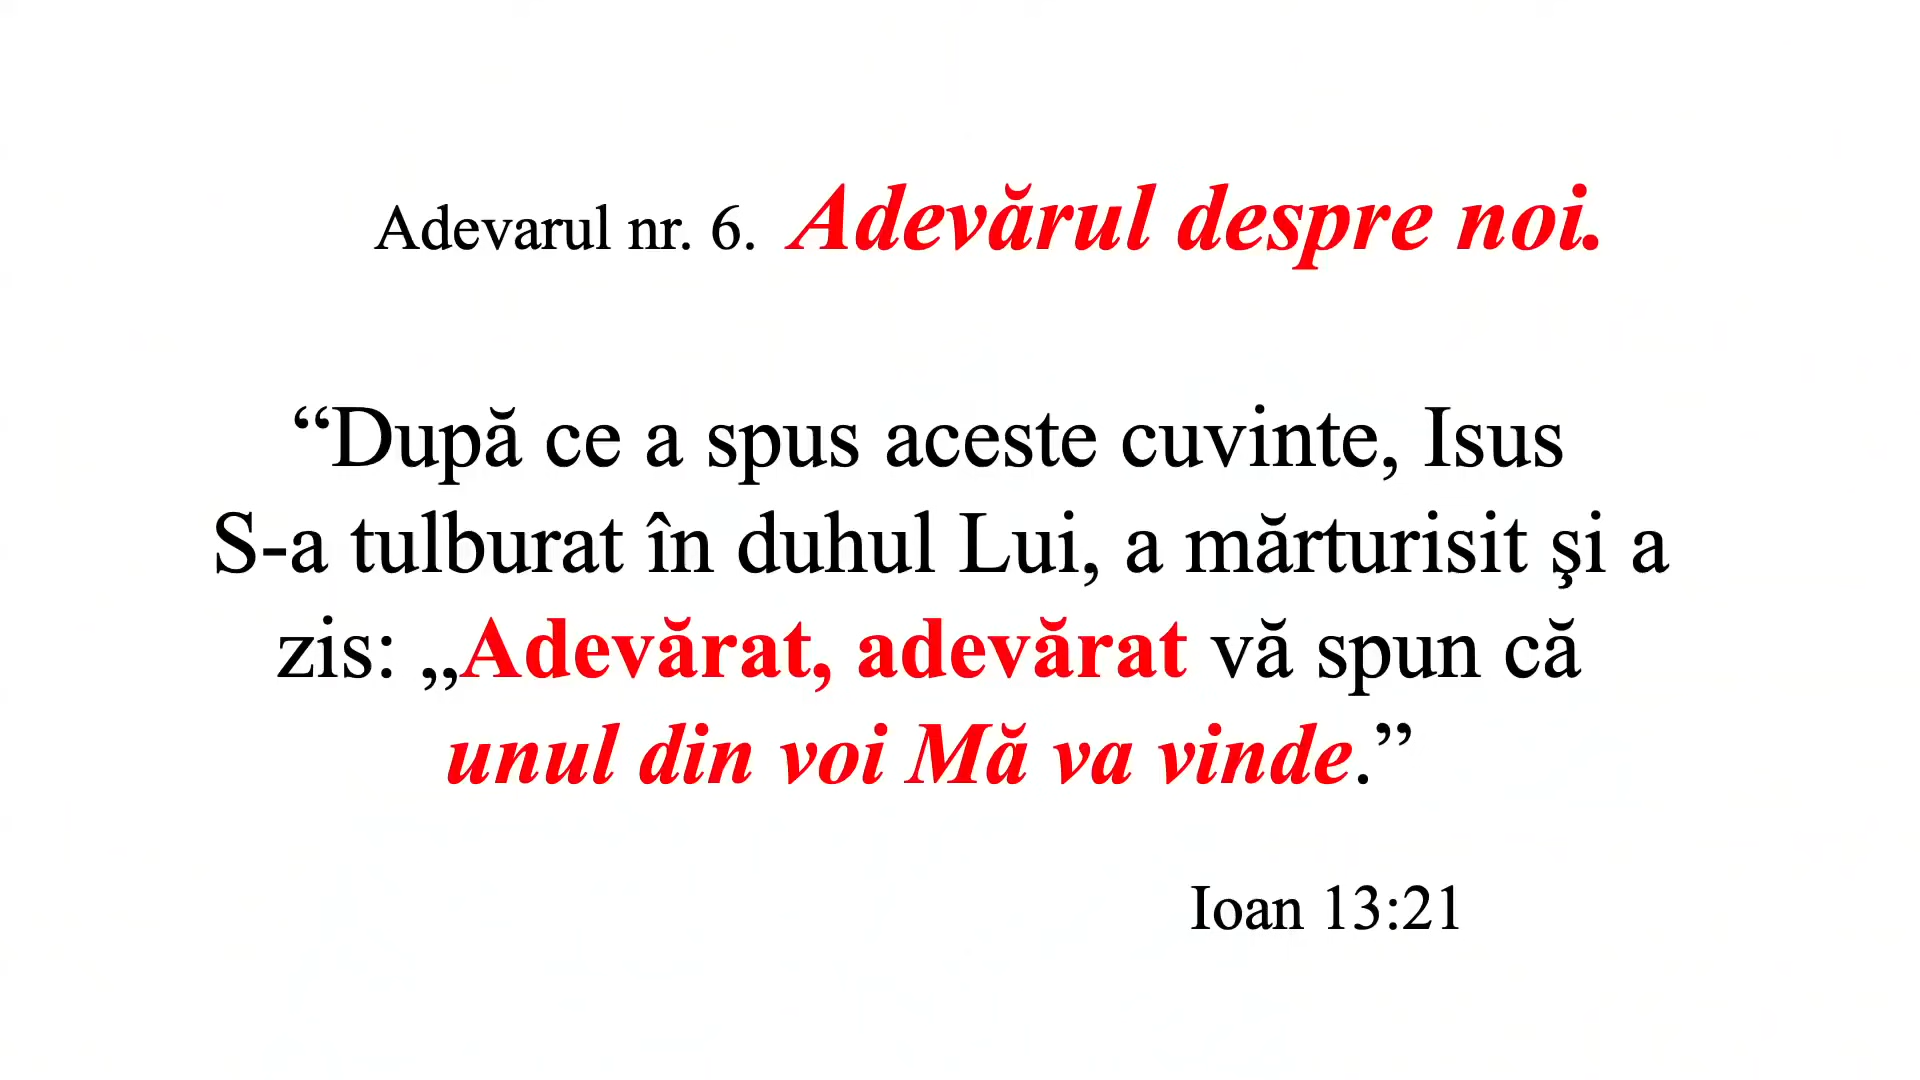 Adevarul nr. 6. Adevărul despre noi.
“După ce a spus aceste cuvinte, Isus
S-a tulburat în duhul Lui, a mărturisit şi a
zis: „Adevărat, adevărat vă spun că
unul din voi Mă va vinde.”
Ioan 13:21